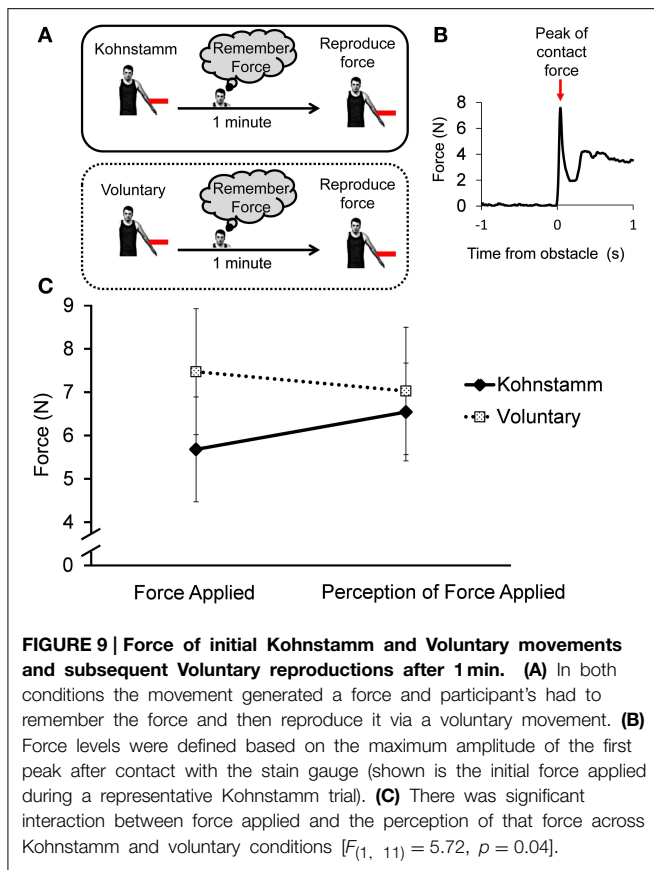 A
Kohnstamm
Remember
Force
Reproduce
force
1 minute
Voluntary
Remember
Force
Reproduce
force
1 minute
B
Peak of
contact
force
8
6
4
2
0
Force (N)
-1
0
1
Time from obstacle (s)
C
9
8
7
6
5
4
0
Force (N)
Kohnstamm
Voluntary
Force Applied
Perception of Force Applied
FIGURE 9 | Force of initial Kohnstamm and Voluntary movements
and subsequent Voluntary reproductions after 1 min. (A) In both
conditions the movement generated a force and participant's had to
remember the force and then reproduce it via a voluntary movement. (B)
Force levels were defined based on the maximum amplitude of the first
peak after contact with the stain gauge (shown is the initial force applied
during a representative Kohnstamm trial). (C) There was significant
interaction between force applied and the perception of that force across
Kohnstamm and voluntary conditions [F(1, 11) = 5.72, p = 0.04].